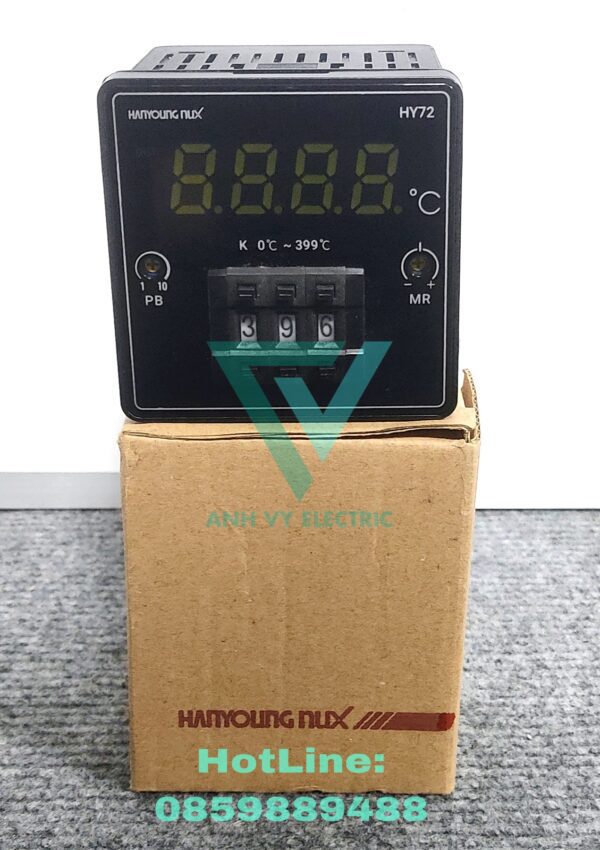 HANYOUNG NUX
HY72
8.8.8.8.
°C
K 0℃ ~ 399℃
1 10
PB
- +
MR
3 9 6
ANH VY ELECTRIC
HANYOUNG NUX
HotLine:
0859889488